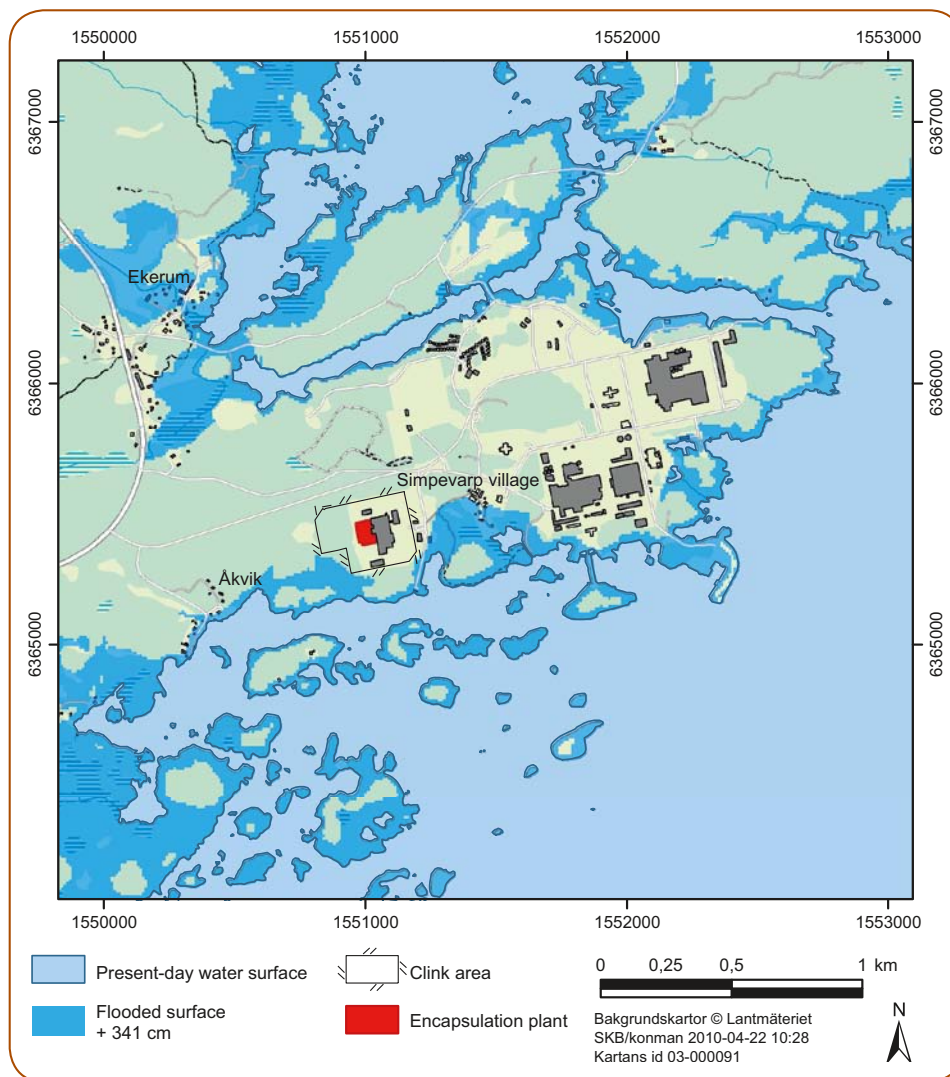 1550000 1551000 1552000 1553000
6367000 6367000
Ekerum
6366000 6366000
Simpevarp village
Åkvik
6365000 6365000
1550000 1551000 1552000 1553000
Present-day water surface
Flooded surface
+ 341 cm
Clink area
Encapsulation plant
0 0,25 0,5 1 km
Bakgrundskartor © Lantmäteriet
SKB/konman 2010-04-22 10:28
Kartans id 03-000091
N